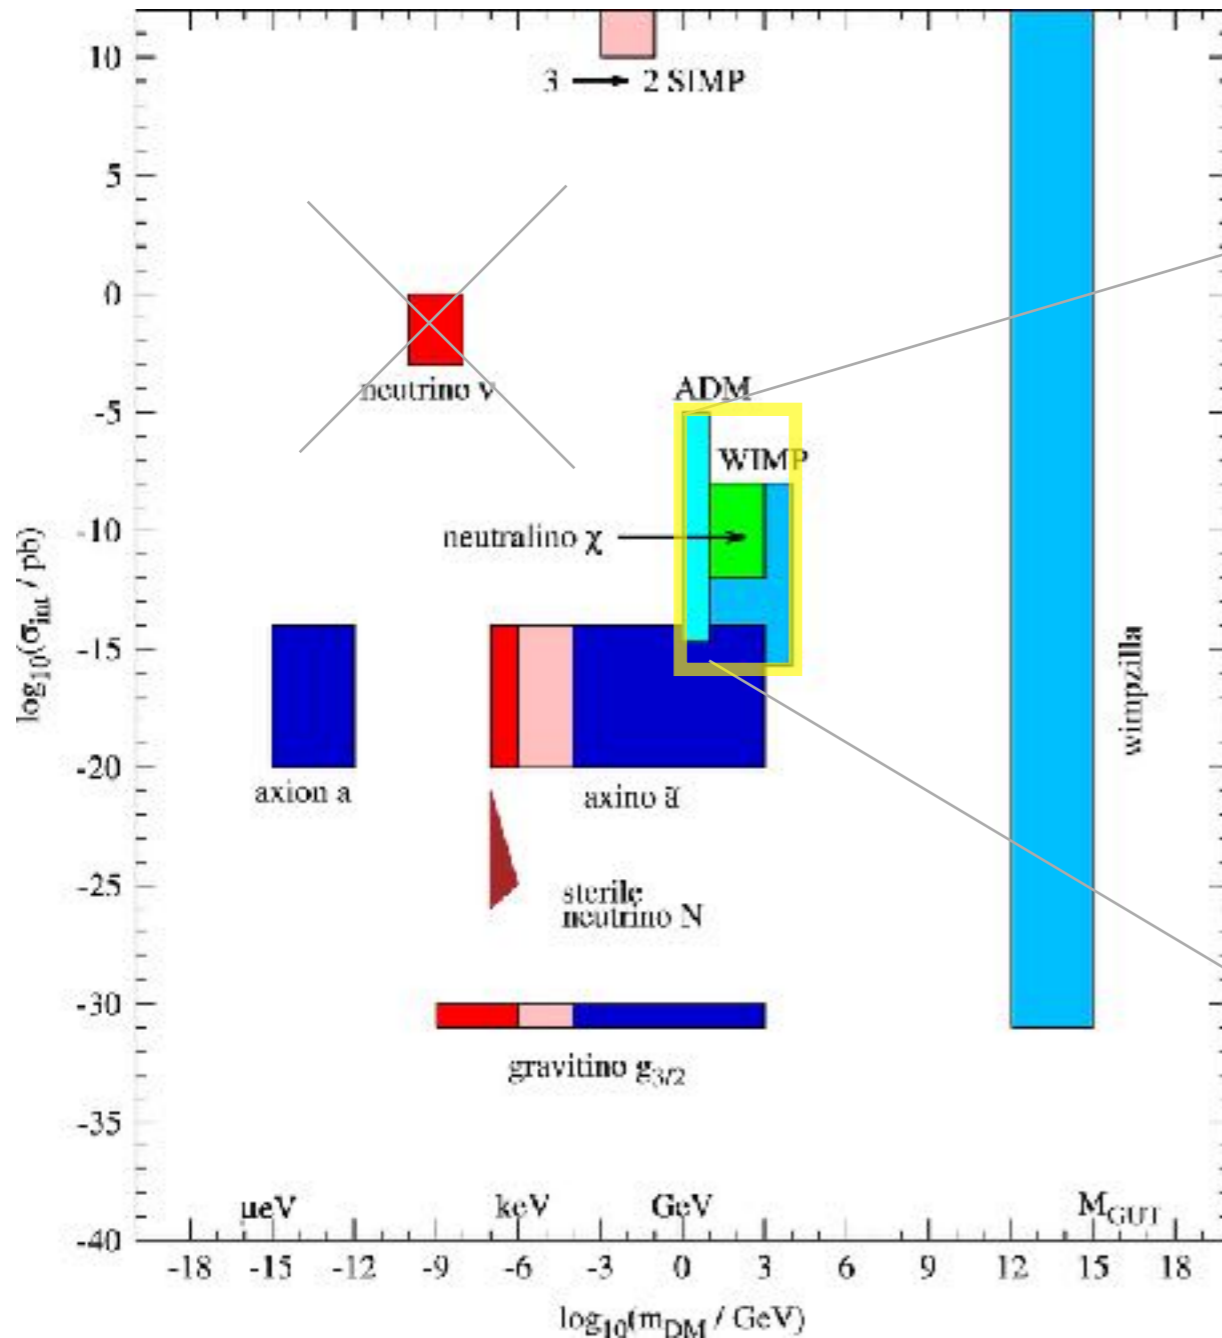 10
3 → 2 SIMP
5
0
neutrino ν
-5
ADM
WIMP
-10
neutralino χ
log10(σint / pb)
-15
wimpzilla
-20
axion a
axino ã
-25
sterile
neutrino N
-30
gravitino g3/2
-35
μeV keV GeV MGUT
-40
-18 -15 -12 -9 -6 -3 0 3 6 9 12 15 18
log10(mDM / GeV)